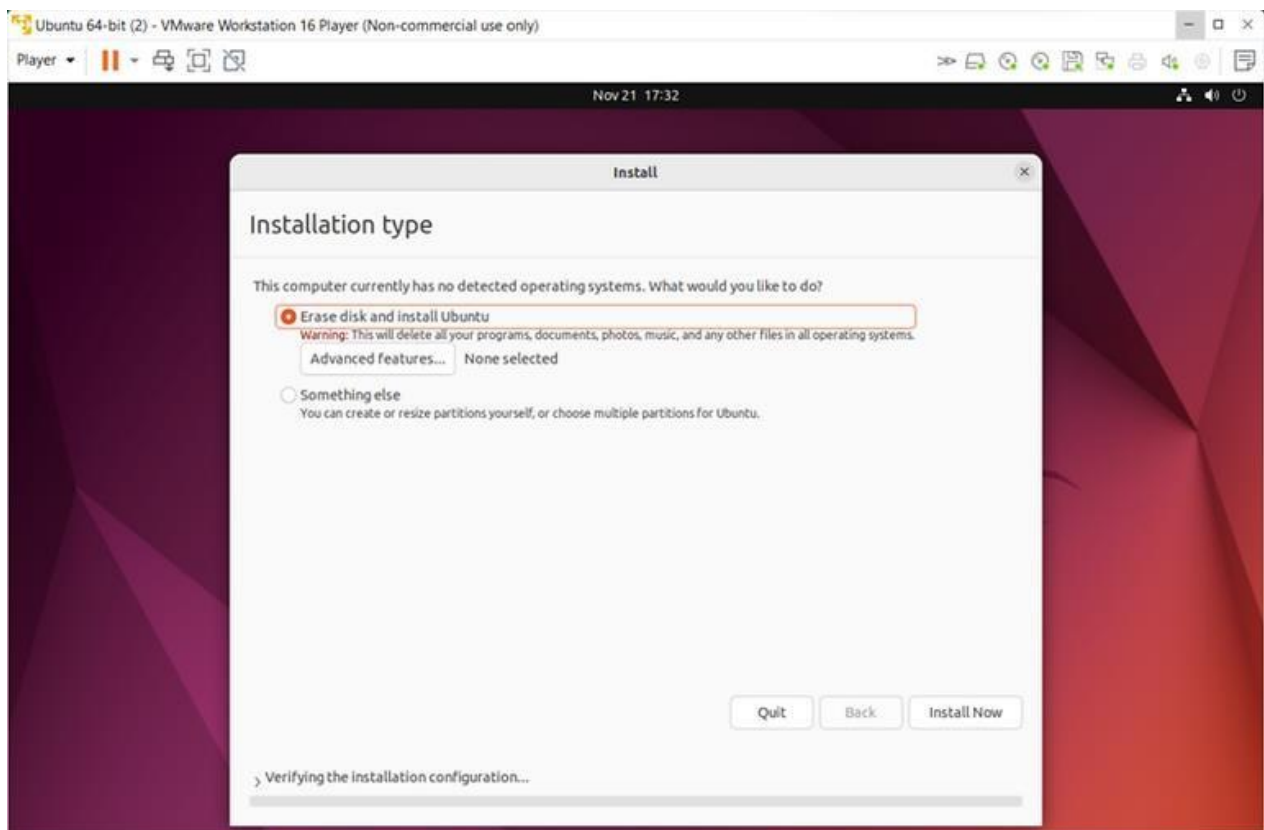 Ubuntu 64-bit (2) - VMware Workstation 16 Player (Non-commercial use only)
Player
Nov 21 17:32
Install
Installation type
This computer currently has no detected operating systems. What would you like to do?
Erase disk and install Ubuntu
Warning: This will delete all your programs, documents, photos, music, and any other files in all operating systems.
Advanced features... None selected
Something else
You can create or resize partitions yourself, or choose multiple partitions for Ubuntu.
Quit Back Install Now
Verifying the installation configuration...